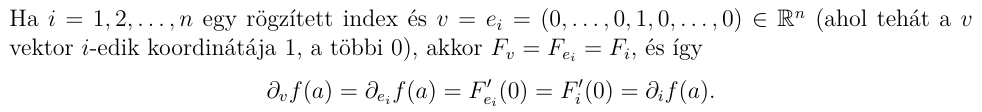 Ha $i = 1, 2, \ldots, n$ egy rögzített index és $v = e_i = (0, \ldots, 0, 1, 0, \ldots, 0) \in \mathbb{R}^n$ (ahol tehát a $v$
vektor $i$-edik koordinátája 1, a többi 0), akkor $F_v = F_{e_i} = F_i$, és így
$\partial_v f(a) = \partial_{e_i} f(a) = F'_{e_i}(0) = F'_i(0) = \partial_i f(a).$